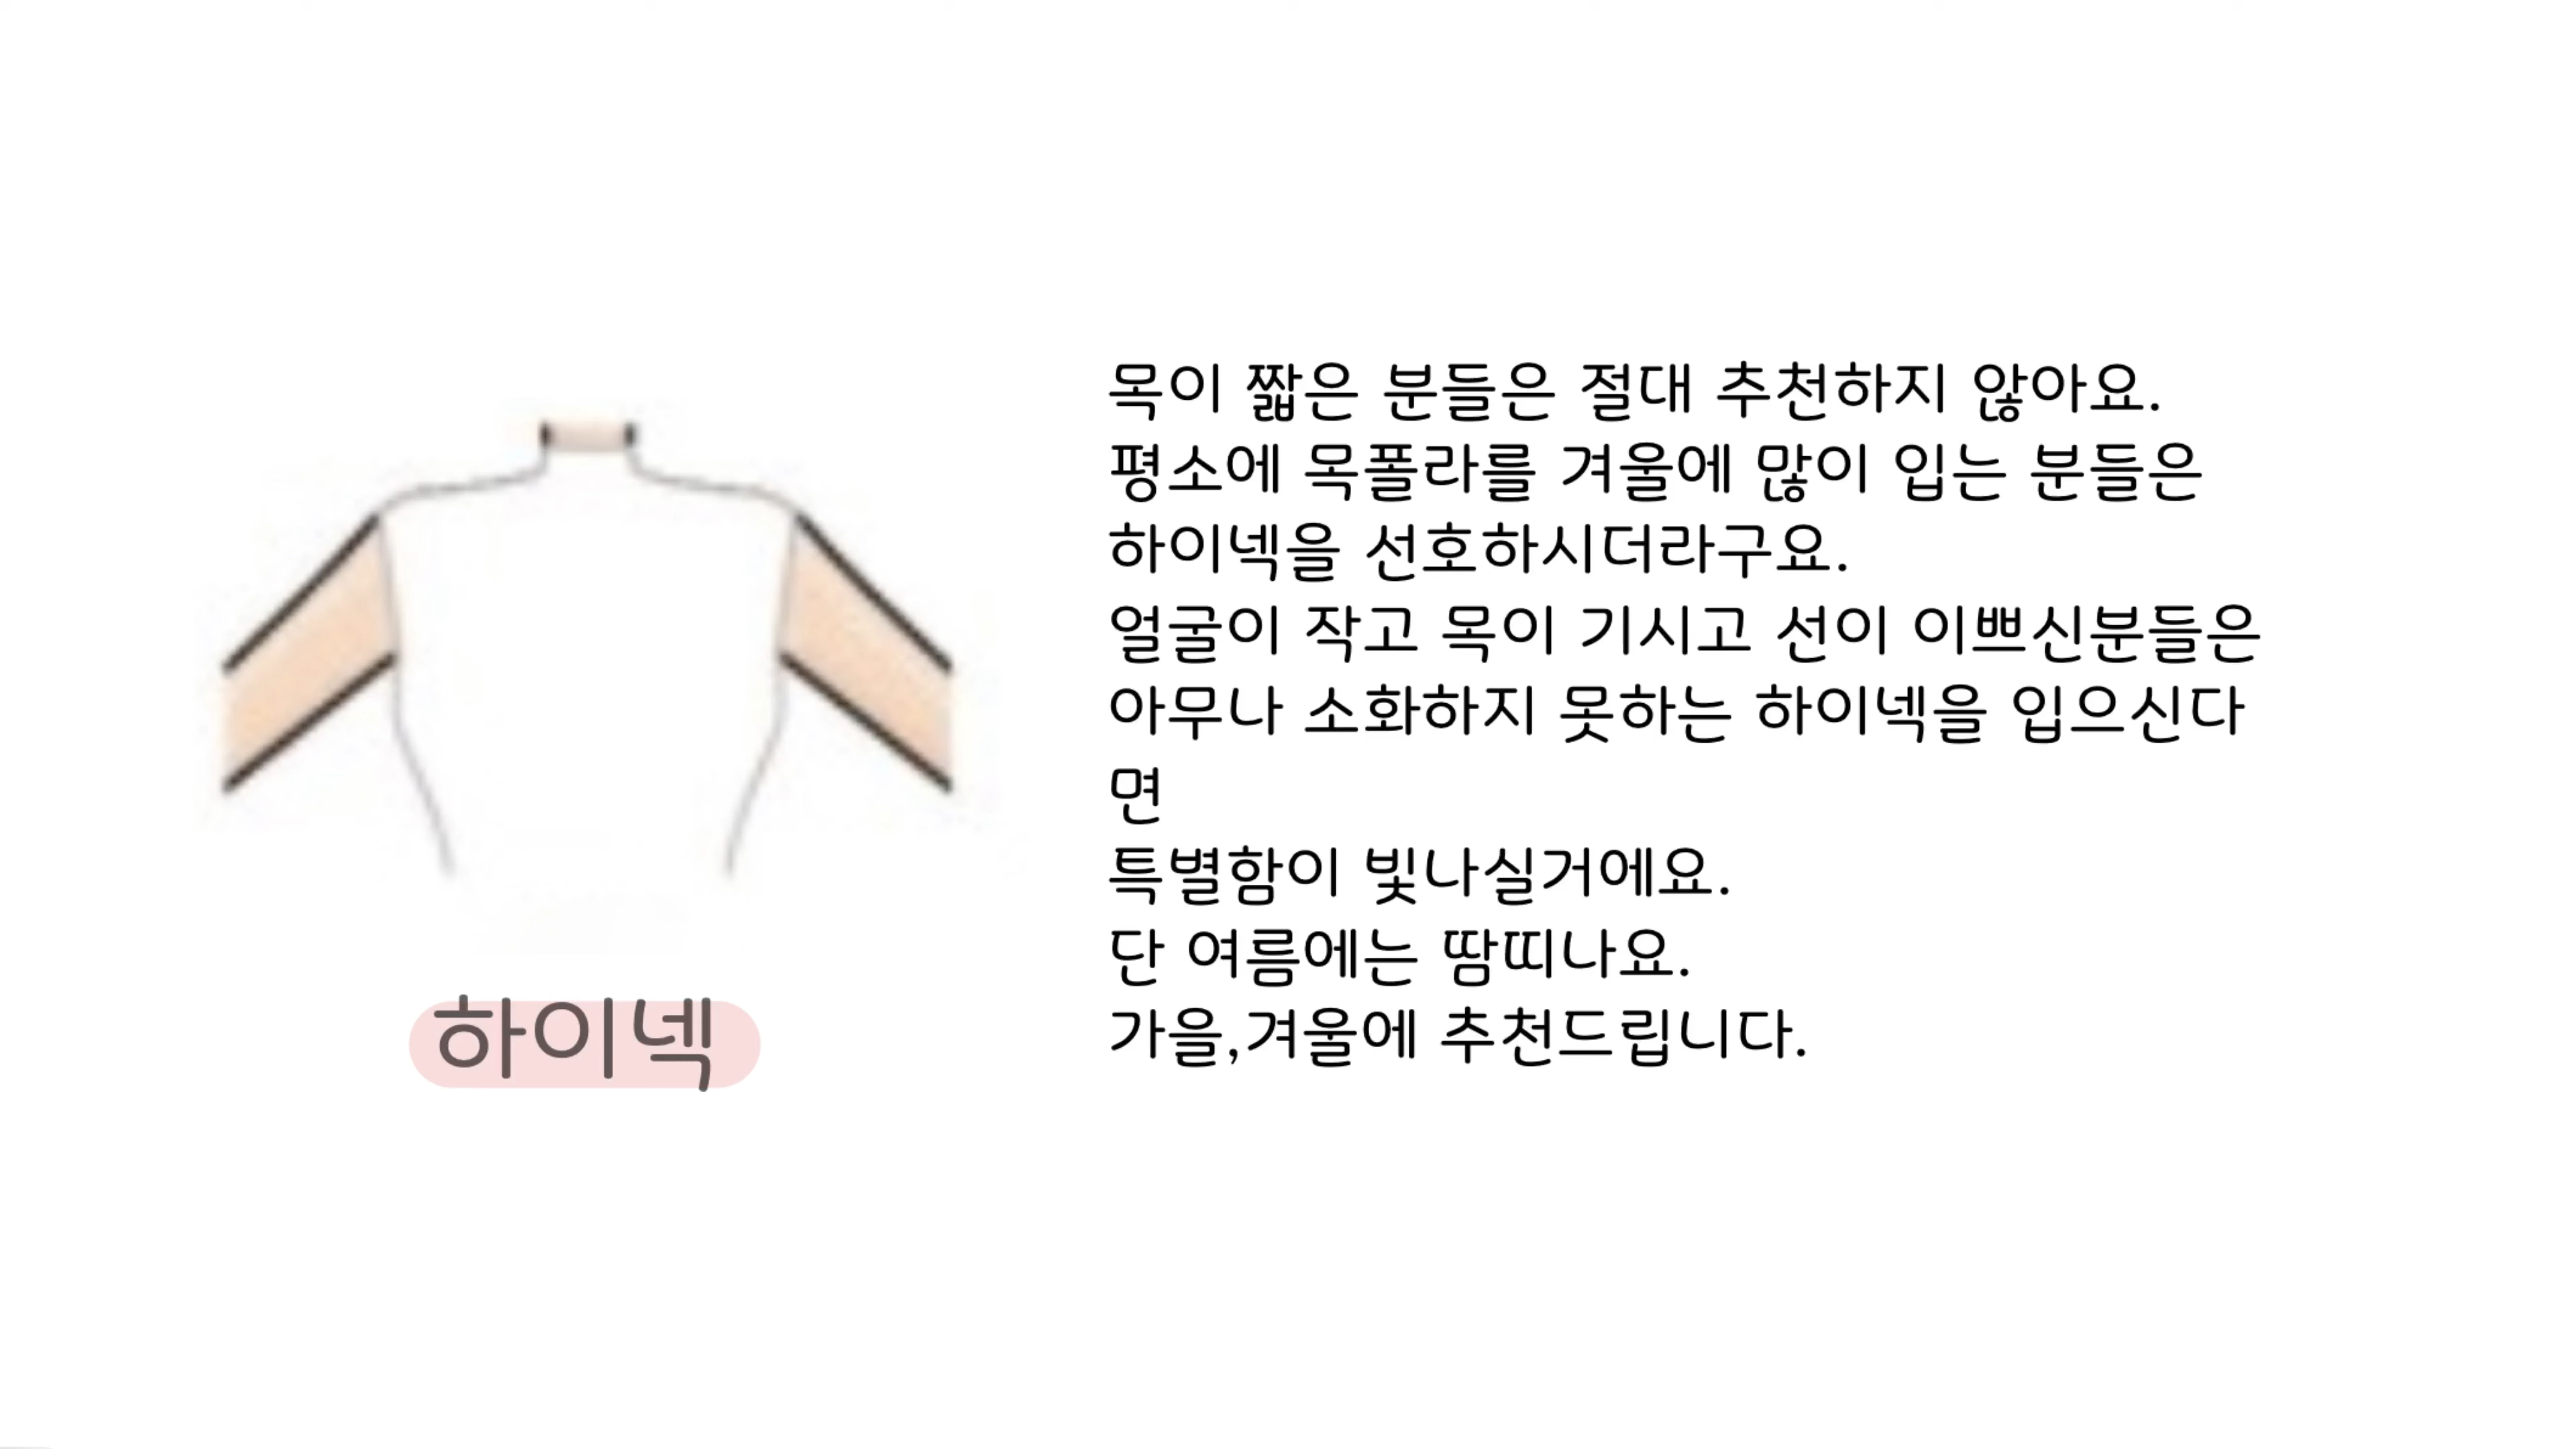 하이넥
목이 짧은 분들은 절대 추천하지 않아요.
평소에 목폴라를 겨울에 많이 입는 분들은
하이넥을 선호하시더라구요.
얼굴이 작고 목이 기시고 선이 이쁘신분들은
아무나 소화하지 못하는 하이넥을 입으신다
면
특별함이 빛나실거에요.
단 여름에는 땀띠나요.
가을,겨울에 추천드립니다.